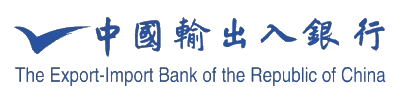 中國輸出入銀行
The Export-Import Bank of the Republic of China